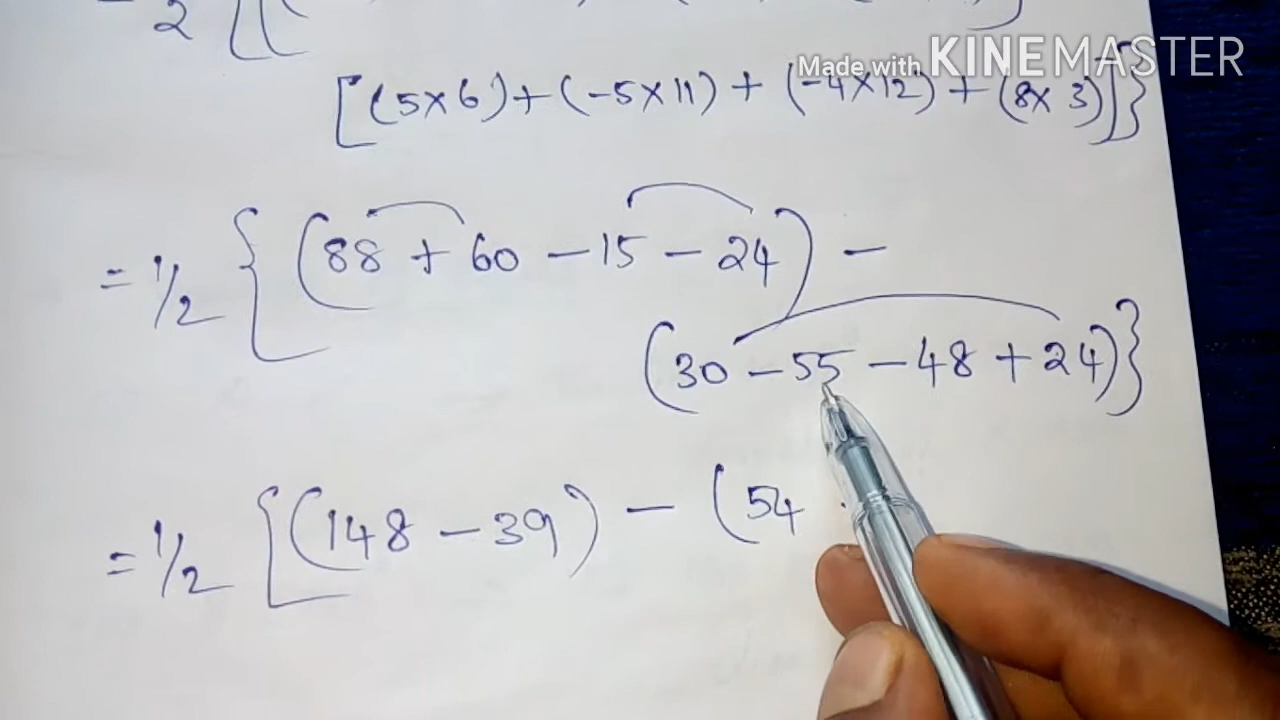 2 {[(
Made with KINEMASTER
[(5×6)+(-5×11)+(-4×12)+(8×3)]}
= 1/2 {(88+60-15-24) -
(30-55-48+24)}
= 1/2 {(148-39) - (54